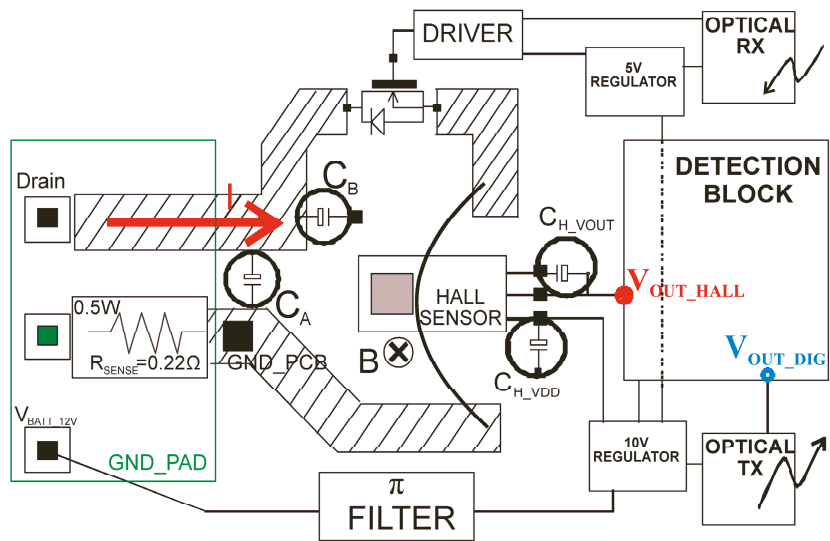 DRIVER
OPTICAL
RX
5V
REGULATOR
DETECTION
BLOCK
Drain
I
C_B
C_H_VOUT
V_OUT_HALL
HALL
SENSOR
0.5W
R_SENSE=0.22Ω
C_A
GND_PCB
B
C_H_VDD
V_OUT_DIG
V_BATT_12V
GND_PAD
10V
REGULATOR
OPTICAL
TX
π
FILTER